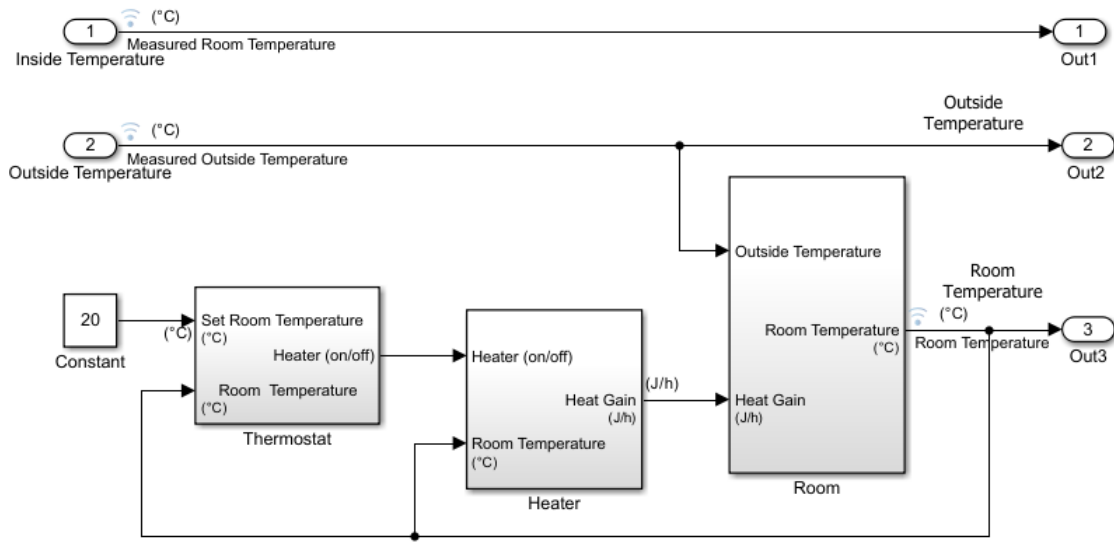 (°C)
1
Measured Room Temperature
Inside Temperature
1
Out1
(°C)
2
Measured Outside Temperature
Outside Temperature
Outside
Temperature
2
Out2
Outside Temperature
Room
Temperature
(°C)
Room Temperature
(°C)
Room Temperature
3
Out3
20
Constant
(°C)
Set Room Temperature
(°C)
Heater (on/off)
Room  Temperature
(°C)
Thermostat
Heater (on/off)
Heat Gain
(J/h)
(J/h)
Room Temperature
(°C)
Heater
Heat Gain
(J/h)
Room